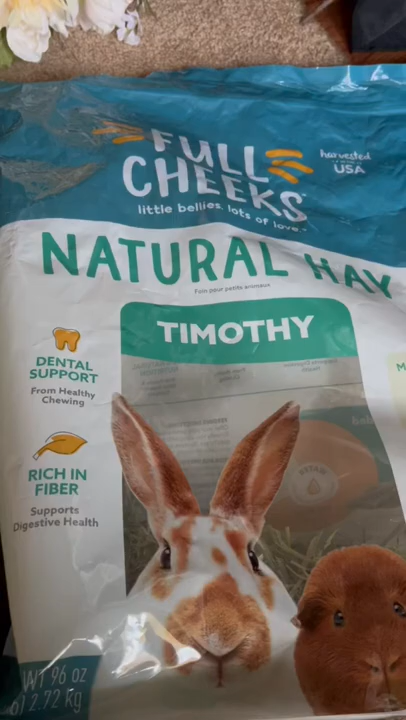 FULL
CHEEKS
little bellies. lots of love.
harvested
USA
NATURAL HAY
Foin pour petits animaux
TIMOTHY
DENTAL
SUPPORT
From Healthy
Chewing
RICH IN
FIBER
Supports
Digestive Health
WT 96 oz
2.72 kg